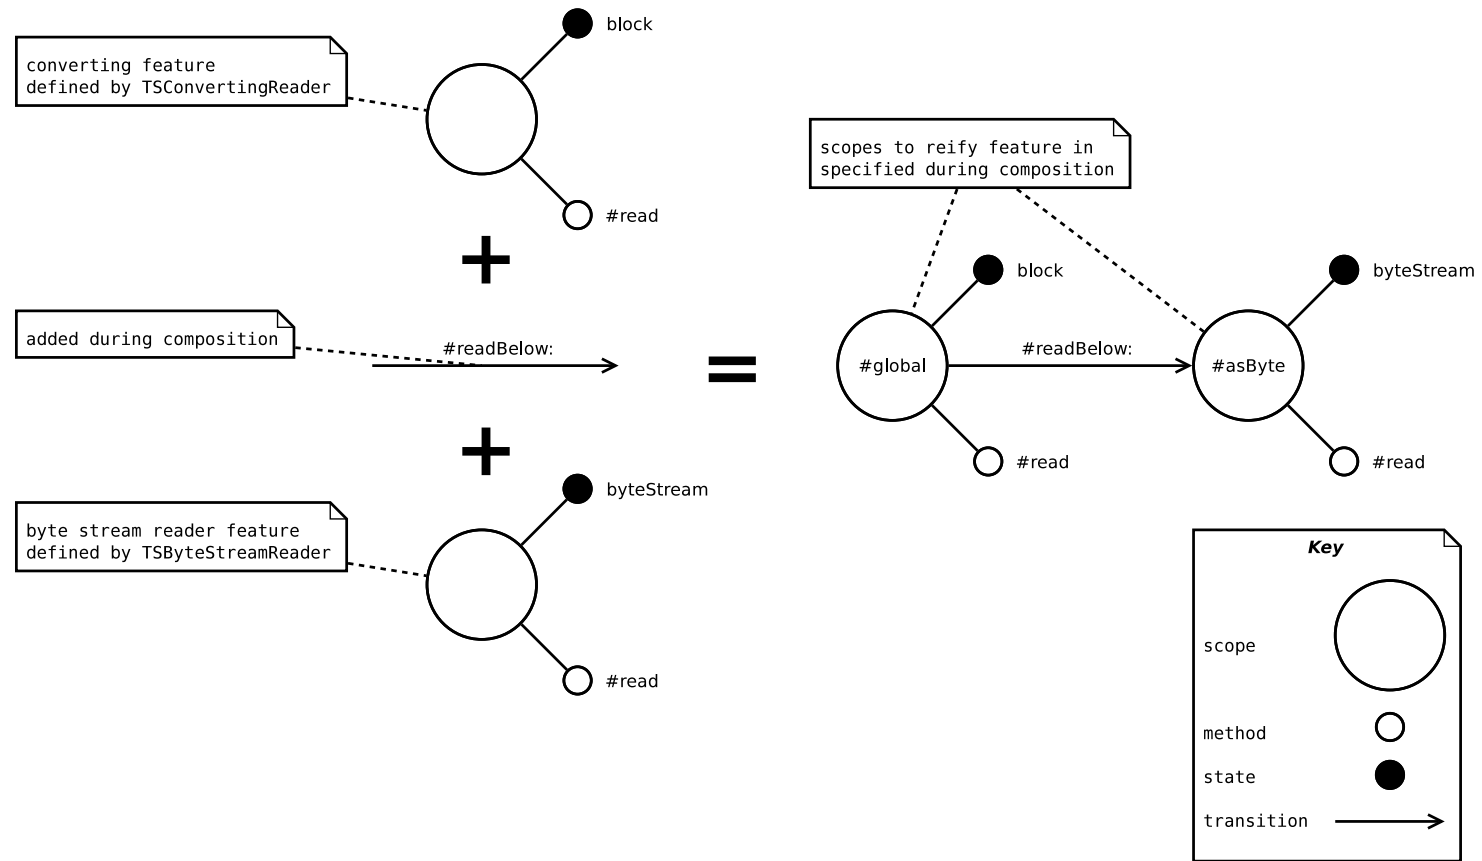 block
converting feature
defined by TSConvertingReader
#read
+
added during composition
#readBelow:
+
byteStream
byte stream reader feature
defined by TSByteStreamReader
#read
=
scopes to reify feature in
specified during composition
block
byteStream
#global
#readBelow:
#asByte
#read
#read
Key
scope
method
state
transition